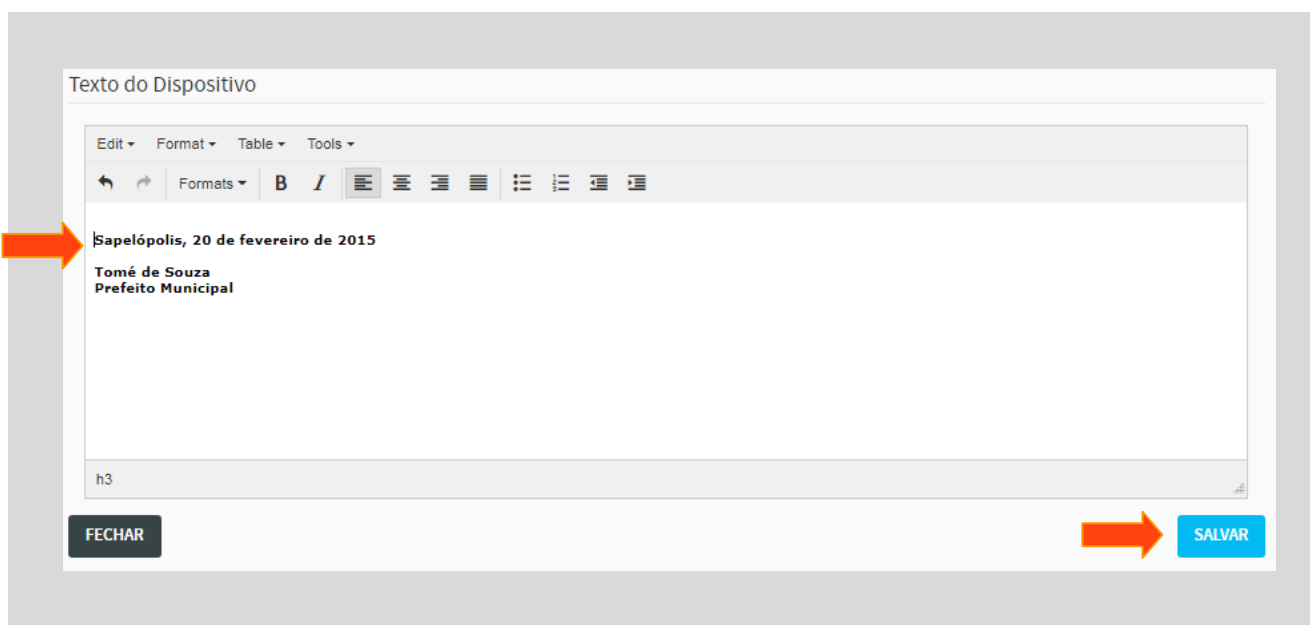 Texto do Dispositivo
Edit Format Table Tools
Formats B I
Sapelópolis, 20 de fevereiro de 2015
Tomé de Souza
Prefeito Municipal
h3
FECHAR SALVAR